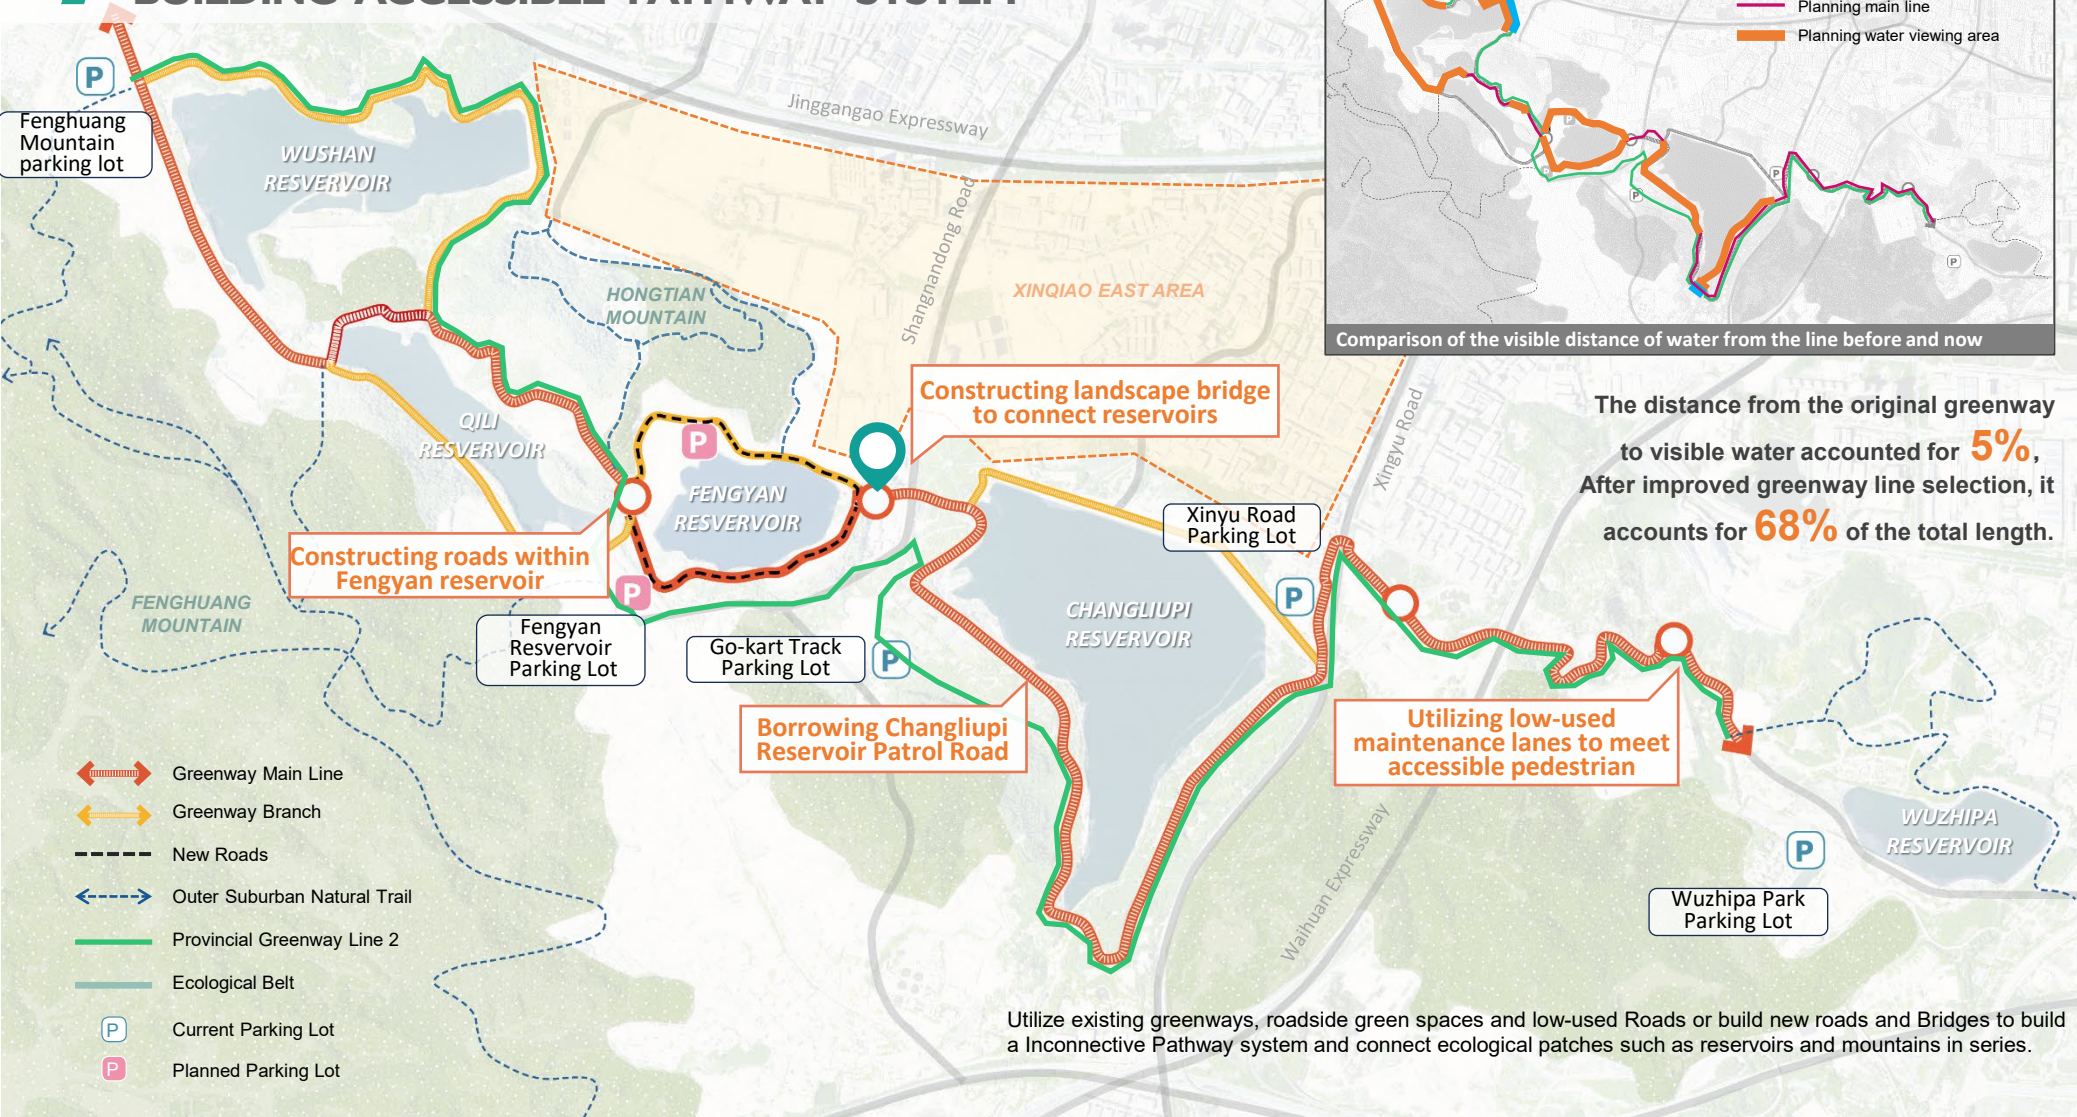 BUILDING ACCESSIBLE PATHWAY SYSTEM
Planning main line
Planning water viewing area
P
Fenghuang
Mountain
parking lot
Jinggangao Expressway
WUSHAN
RESVERVOIR
Shangnandong Road
HONGTIAN
MOUNTAIN
XINQIAO EAST AREA
P
P
P
P
Comparison of the visible distance of water from the line before and now
Constructing landscape bridge
to connect reservoirs
Xingyu Road
The distance from the original greenway
to visible water accounted for 5%,
After improved greenway line selection, it
accounts for 68% of the total length.
QILI
RESVERVOIR
P
FENGYAN
RESVERVOIR
Xinyu Road
Parking Lot
Constructing roads within
Fengyan reservoir
P
P
FENGHUANG
MOUNTAIN
CHANGLIUPI
RESVERVOIR
Fengyan
Resvervoir
Parking Lot
Go-kart Track
Parking Lot
P
Borrowing Changliupi
Reservoir Patrol Road
Utilizing low-used
maintenance lanes to meet
accessible pedestrian
Waihuan Expressway
WUZHIPA
RESVERVOIR
P
Wuzhipa Park
Parking Lot
Greenway Main Line
Greenway Branch
New Roads
Outer Suburban Natural Trail
Provincial Greenway Line 2
Ecological Belt
P Current Parking Lot
P Planned Parking Lot
Utilize existing greenways, roadside green spaces and low-used Roads or build new roads and Bridges to build
a Inconnective Pathway system and connect ecological patches such as reservoirs and mountains in series.